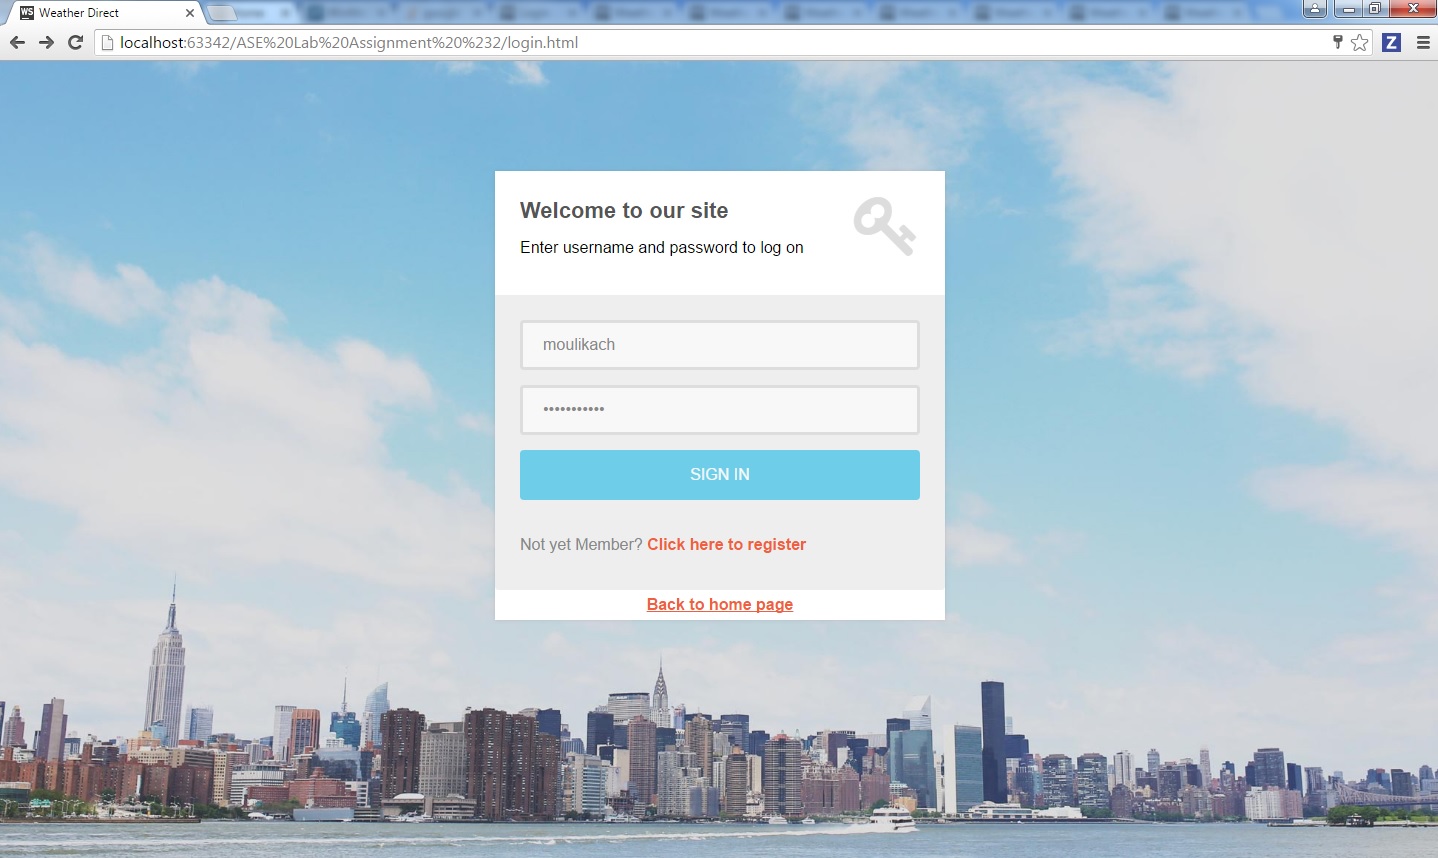 WS Weather Direct
localhost:63342/ASE%20Lab%20Assignment%20%232/login.html
Z
Welcome to our site
Enter username and password to log on
moulikach
•••••••••••
SIGN IN
Not yet Member? Click here to register
Back to home page